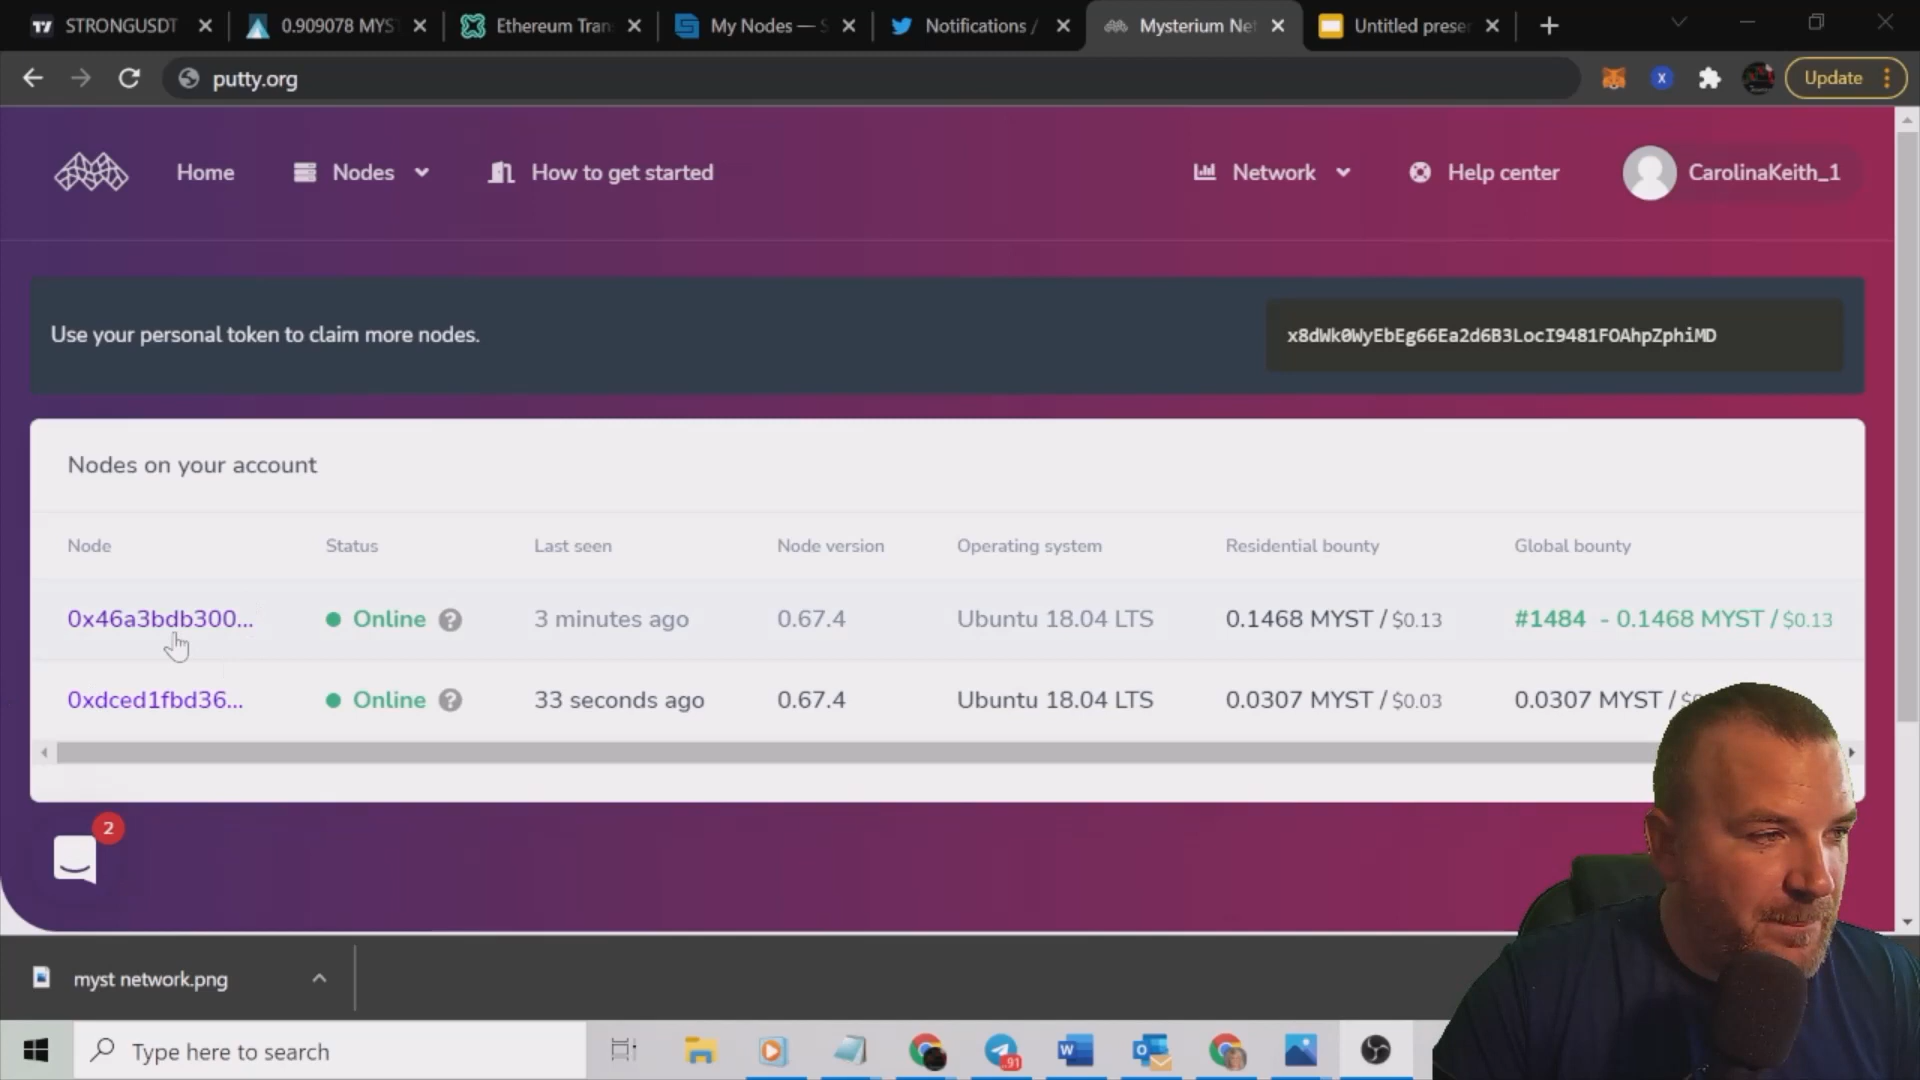 STRONGUSDT
0.909078 MYS
Ethereum Tran
My Nodes — S
Notifications /
Mysterium Net
Untitled prese
putty.org
X
Update
Home
Nodes
How to get started
Network
Help center
CarolinaKeith_1
Use your personal token to claim more nodes.
x8dWk0WyEbEg66Ea2d6B3LocI9481FOAhpZphiMD
Nodes on your account
Node Status Last seen Node version Operating system Residential bounty Global bounty
0x46a3bdb300... Online ? 3 minutes ago 0.67.4 Ubuntu 18.04 LTS 0.1468 MYST / $0.13 #1484 - 0.1468 MYST / $0.13
0xdced1fbd36... Online ? 33 seconds ago 0.67.4 Ubuntu 18.04 LTS 0.0307 MYST / $0.03 0.0307 MYST / $
2
myst network.png
Type here to search
91